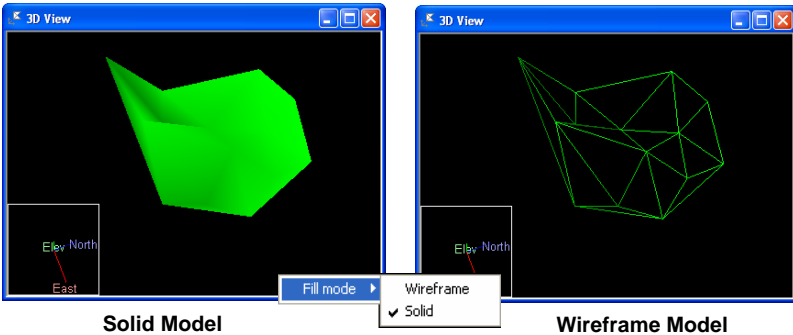 3D View
Elev North
East
Solid Model
3D View
Elev North
Fill mode
Wireframe
Solid
Wireframe Model